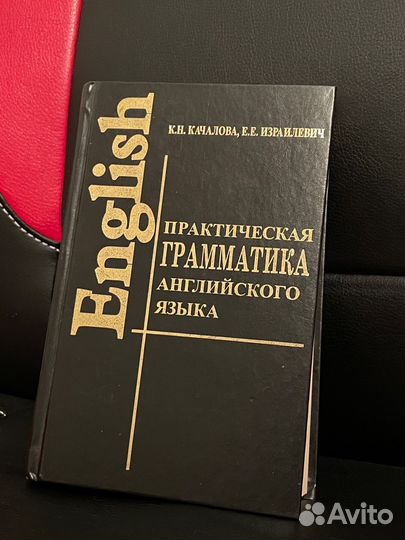 К.Н. КАЧАЛОВА, Е.Е. ИЗРАИЛЕВИЧ
English
ПРАКТИЧЕСКАЯ
ГРАММАТИКА
АНГЛИЙСКОГО
ЯЗЫКА
Avito